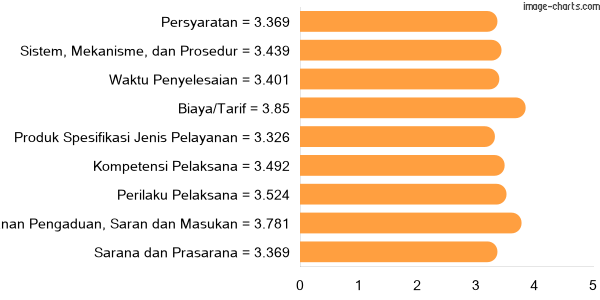 image-charts.com
Persyaratan = 3.369
Sistem, Mekanisme, dan Prosedur = 3.439
Waktu Penyelesaian = 3.401
Biaya/Tarif = 3.85
Produk Spesifikasi Jenis Pelayanan = 3.326
Kompetensi Pelaksana = 3.492
Perilaku Pelaksana = 3.524
nan Pengaduan, Saran dan Masukan = 3.781
Sarana dan Prasarana = 3.369
0 1 2 3 4 5